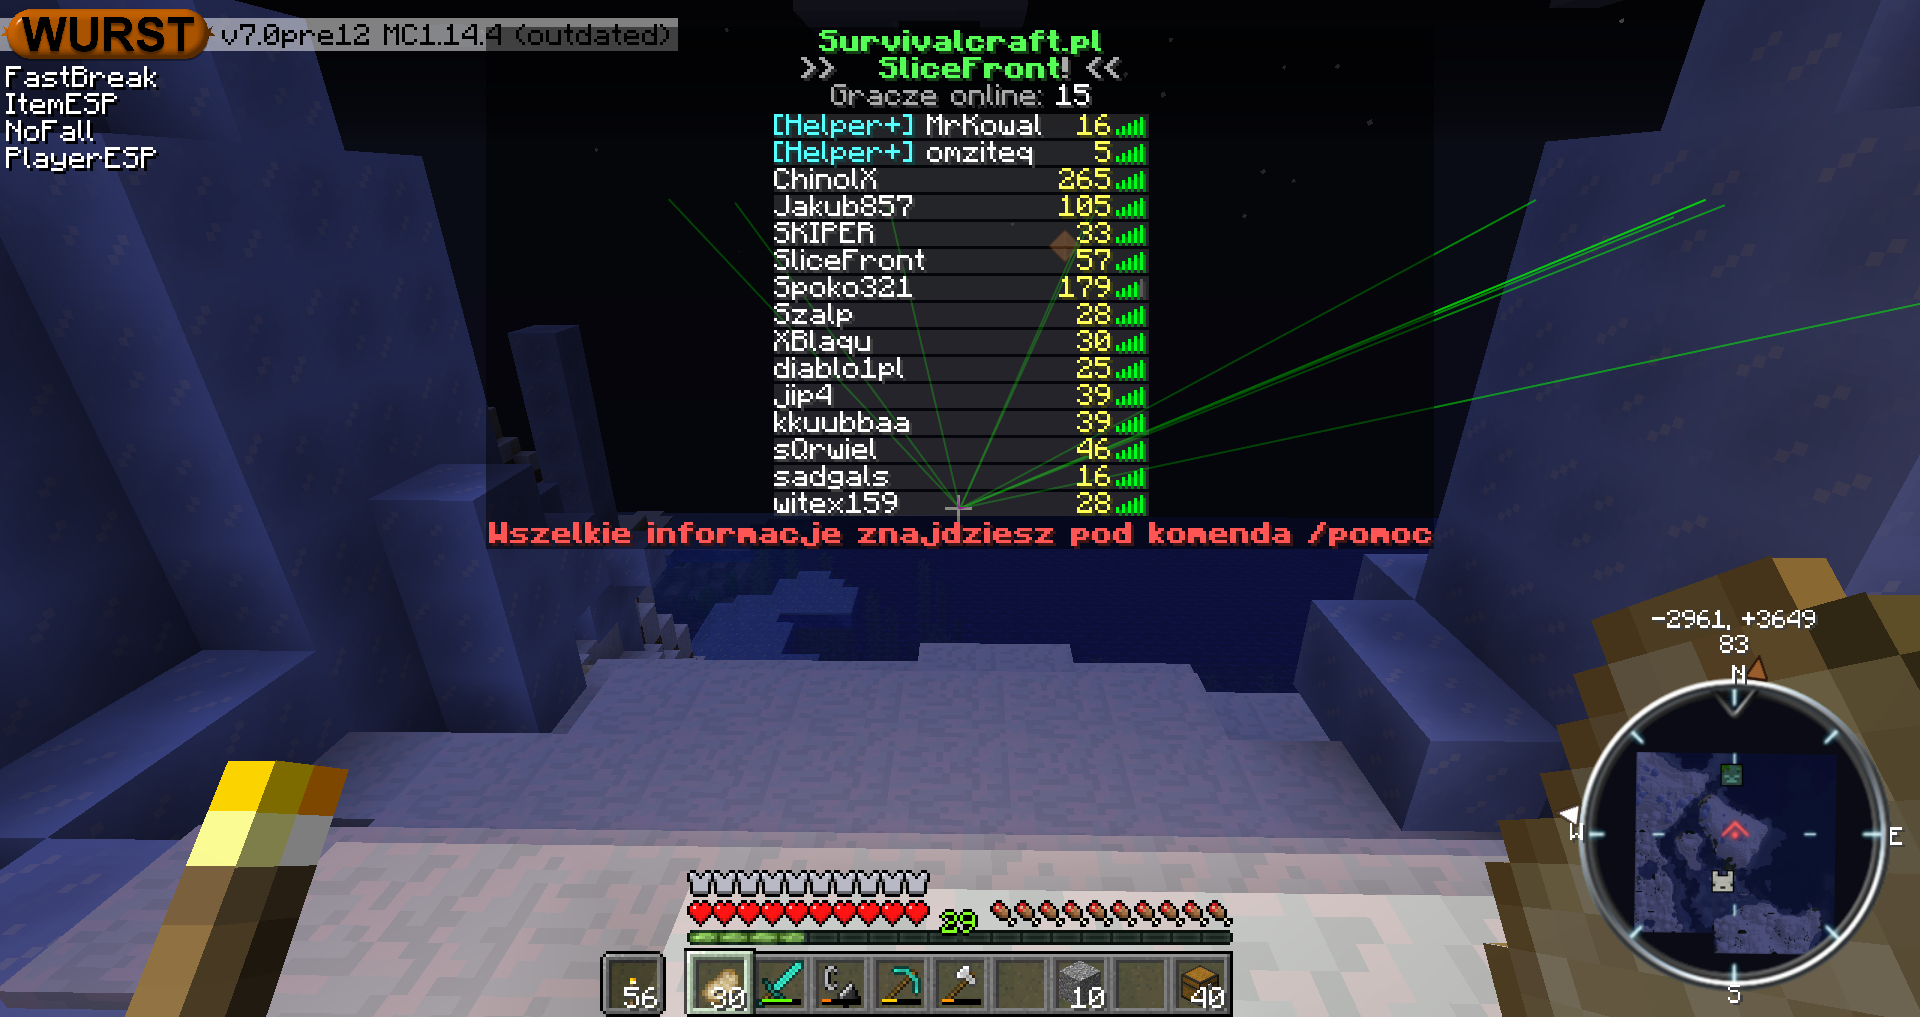 WURST v7.0pre12 MC1.14.4 (outdated)
FastBreak
ItemESP
NoFall
PlayerESP
Survivalcraft.pl
>> SliceFront! <<
Gracze online: 15
[Helper+] MrKowal 16
[Helper+] omziteq 5
ChinolX 265
Jakub857 105
SKIPER 33
SliceFront 57
Spoko321 179
Szalp 28
XBlaqu 30
diablo1pl 25
jip4 39
kkuubbaa 39
sQrwiel 46
sadgals 16
witex159 28
Wszelkie informacje znajdziesz pod komenda /pomoc
-2961, +3649
83
N
W
E
S
29
56
30
10
40